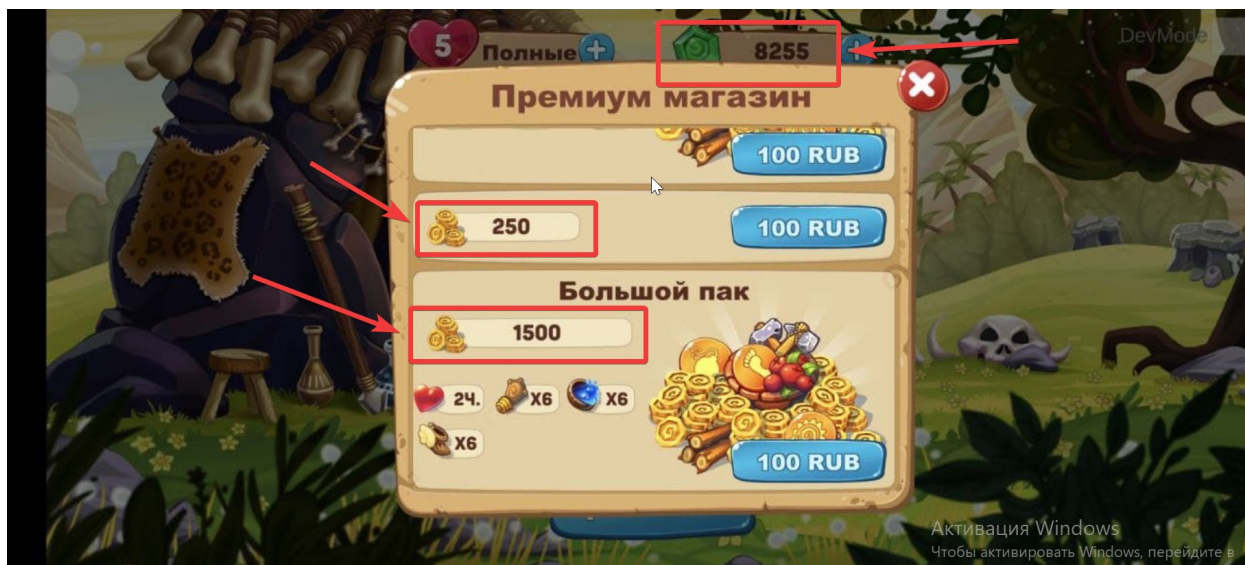 5 Полные
8255
DevMode
Премиум магазин
100 RUB
250
100 RUB
Большой пак
1500
2Ч.
X6
X6
X6
100 RUB
Активация Windows
Чтобы активировать Windows, перейдите в